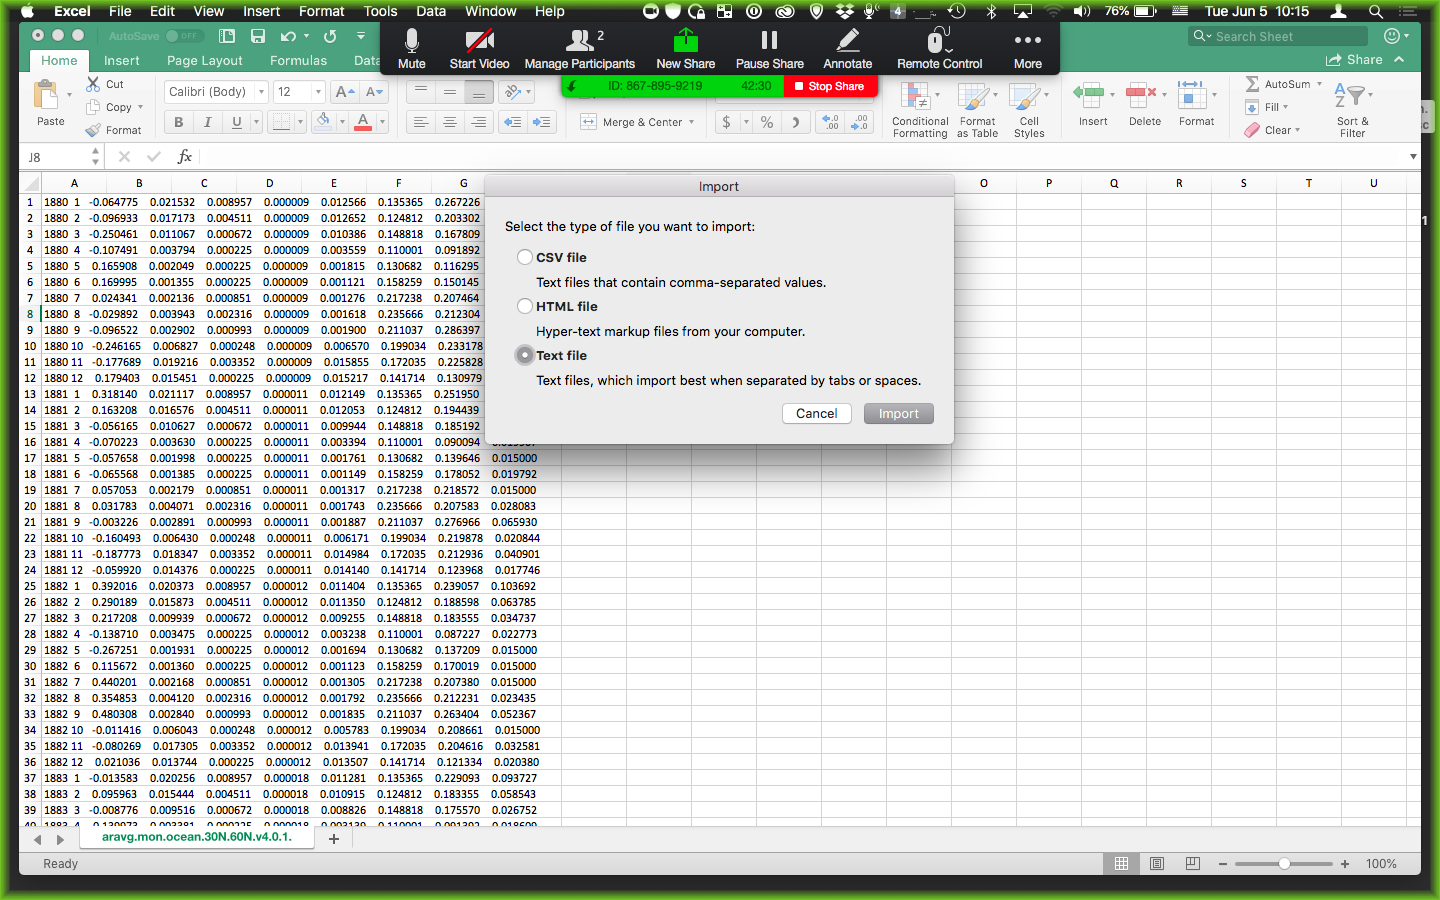 Excel File Edit View Insert Format Tools Data Window Help 4 76% Tue Jun 5 10:15
AutoSave OFF Search Sheet
Mute Start Video Manage Participants 2 New Share Pause Share Annotate Remote Control More
ID: 867-895-9219 42:30 Stop Share
Home Insert Page Layout Formulas Share
Paste Cut Copy Format Calibri (Body) 12 A A B I U A Merge & Center $ % Conditional Formatting Format as Table Cell Styles Insert Delete Format AutoSum Fill Clear Sort & Filter
J8 fx
A B C D E F G O P Q R S T U
Import
Select the type of file you want to import:
CSV file
Text files that contain comma-separated values.
HTML file
Hyper-text markup files from your computer.
Text file
Text files, which import best when separated by tabs or spaces.
Cancel Import
1 1880 1 -0.064775 0.021532 0.008957 0.000009 0.012566 0.135365 0.267226
2 1880 2 -0.096933 0.017173 0.004511 0.000009 0.012652 0.124812 0.203302
3 1880 3 -0.250461 0.011067 0.000672 0.000009 0.010386 0.148818 0.167809
4 1880 4 -0.107491 0.003794 0.000225 0.000009 0.003559 0.110001 0.091892
5 1880 5 0.165908 0.002049 0.000225 0.000009 0.001815 0.130682 0.116295
6 1880 6 0.169995 0.001355 0.000225 0.000009 0.001121 0.158259 0.150145
7 1880 7 0.024341 0.002136 0.000851 0.000009 0.001276 0.217238 0.207464
8 1880 8 -0.029892 0.003943 0.002316 0.000009 0.001618 0.235666 0.212304
9 1880 9 -0.096522 0.002902 0.000993 0.000009 0.001900 0.211037 0.286397
10 1880 10 -0.246165 0.006827 0.000248 0.000009 0.006570 0.199034 0.233178
11 1880 11 -0.177689 0.019216 0.003352 0.000009 0.015855 0.172035 0.225828
12 1880 12 0.179403 0.015451 0.000225 0.000009 0.015217 0.141714 0.130979
13 1881 1 0.318140 0.021117 0.008957 0.000011 0.012149 0.135365 0.251950
14 1881 2 0.163208 0.016576 0.004511 0.000011 0.012053 0.124812 0.194439
15 1881 3 -0.056165 0.010627 0.000672 0.000011 0.009944 0.148818 0.185192
16 1881 4 -0.070223 0.003630 0.000225 0.000011 0.003394 0.110001 0.090094
17 1881 5 -0.057658 0.001998 0.000225 0.000011 0.001761 0.130682 0.139646 0.015000
18 1881 6 -0.065568 0.001385 0.000225 0.000011 0.001149 0.158259 0.178052 0.019792
19 1881 7 0.057053 0.002179 0.000851 0.000011 0.001317 0.217238 0.218572 0.015000
20 1881 8 0.031783 0.004071 0.002316 0.000011 0.001743 0.235666 0.207583 0.028083
21 1881 9 -0.003226 0.002891 0.000993 0.000011 0.001887 0.211037 0.276966 0.065930
22 1881 10 -0.160493 0.006430 0.000248 0.000011 0.006171 0.199034 0.219878 0.020844
23 1881 11 -0.187773 0.018347 0.003352 0.000011 0.014984 0.172035 0.212936 0.040901
24 1881 12 -0.059920 0.014376 0.000225 0.000011 0.014140 0.141714 0.123968 0.017746
25 1882 1 0.392016 0.020373 0.008957 0.000012 0.011404 0.135365 0.239057 0.103692
26 1882 2 0.290189 0.015873 0.004511 0.000012 0.011350 0.124812 0.188598 0.063785
27 1882 3 0.217208 0.009939 0.000672 0.000012 0.009255 0.148818 0.183555 0.034737
28 1882 4 -0.138710 0.003475 0.000225 0.000012 0.003238 0.110001 0.087227 0.022773
29 1882 5 -0.267251 0.001931 0.000225 0.000012 0.001694 0.130682 0.137209 0.015000
30 1882 6 0.115672 0.001360 0.000225 0.000012 0.001123 0.158259 0.170019 0.015000
31 1882 7 0.440201 0.002168 0.000851 0.000012 0.001305 0.217238 0.207380 0.015000
32 1882 8 0.354853 0.004120 0.002316 0.000012 0.001792 0.235666 0.212231 0.023435
33 1882 9 0.480308 0.002840 0.000993 0.000012 0.001835 0.211037 0.263404 0.052367
34 1882 10 -0.011416 0.006043 0.000248 0.000012 0.005783 0.199034 0.208661 0.015000
35 1882 11 -0.080269 0.017305 0.003352 0.000012 0.013941 0.172035 0.204616 0.032581
36 1882 12 0.021036 0.013744 0.000225 0.000012 0.013507 0.141714 0.121334 0.020380
37 1883 1 -0.013583 0.020256 0.008957 0.000018 0.011281 0.135365 0.229093 0.093727
38 1883 2 0.095963 0.015444 0.004511 0.000018 0.010915 0.124812 0.183355 0.058543
39 1883 3 -0.008776 0.009516 0.000672 0.000018 0.008826 0.148818 0.175570 0.026752
aravg.mon.ocean.30N.60N.v4.0.1. +
Ready 100%